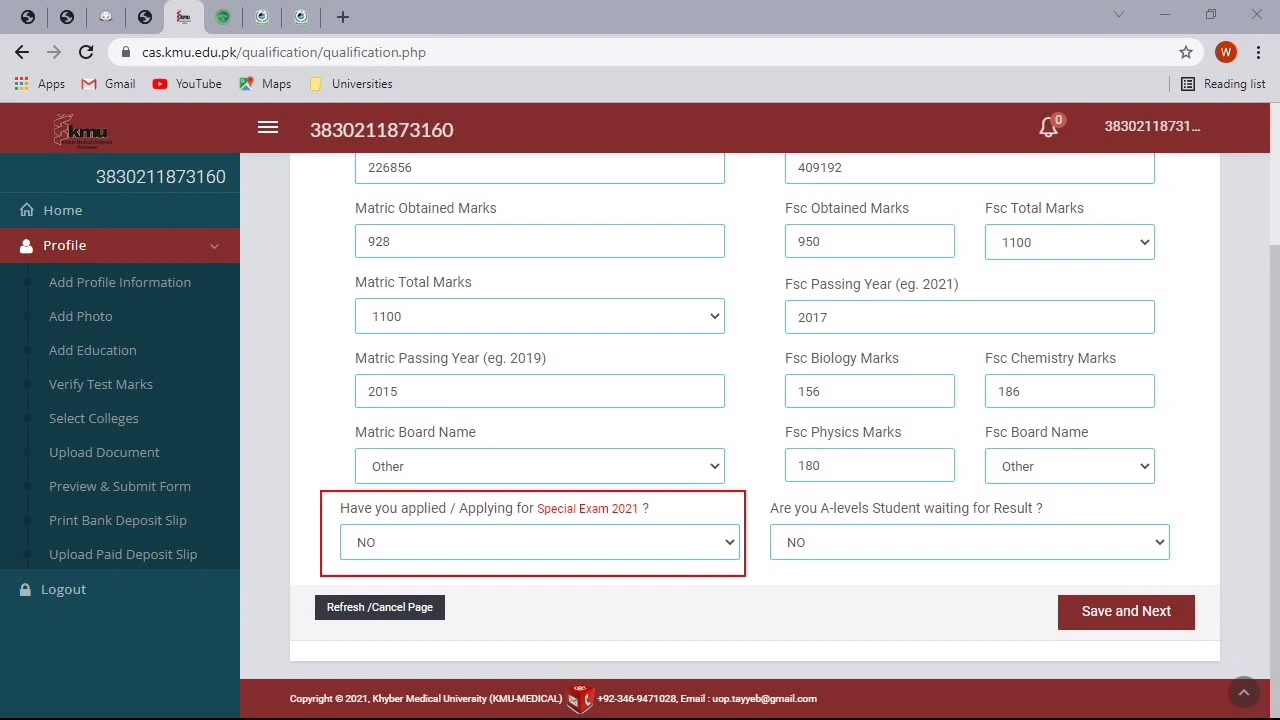 cas.kmu.edu.pk/qualification/qualification.php
W
Apps Gmail YouTube Maps Universities Reading list
kmu
3830211873160
0
38302118731...
3830211873160
Home
Profile
Add Profile Information
Add Photo
Add Education
Verify Test Marks
Select Colleges
Upload Document
Preview & Submit Form
Print Bank Deposit Slip
Upload Paid Deposit Slip
Logout
226856
409192
Matric Obtained Marks
928
Fsc Obtained Marks
950
Fsc Total Marks
1100
Matric Total Marks
1100
Fsc Passing Year (eg. 2021)
2017
Matric Passing Year (eg. 2019)
2015
Fsc Biology Marks
156
Fsc Chemistry Marks
186
Matric Board Name
Other
Fsc Physics Marks
180
Fsc Board Name
Other
Have you applied / Applying for Special Exam 2021 ?
NO
Are you A-levels Student waiting for Result ?
NO
Refresh /Cancel Page
Save and Next
Copyright © 2021, Khyber Medical University (KMU-MEDICAL) +92-346-9471028, Email : uop.tayyeb@gmail.com